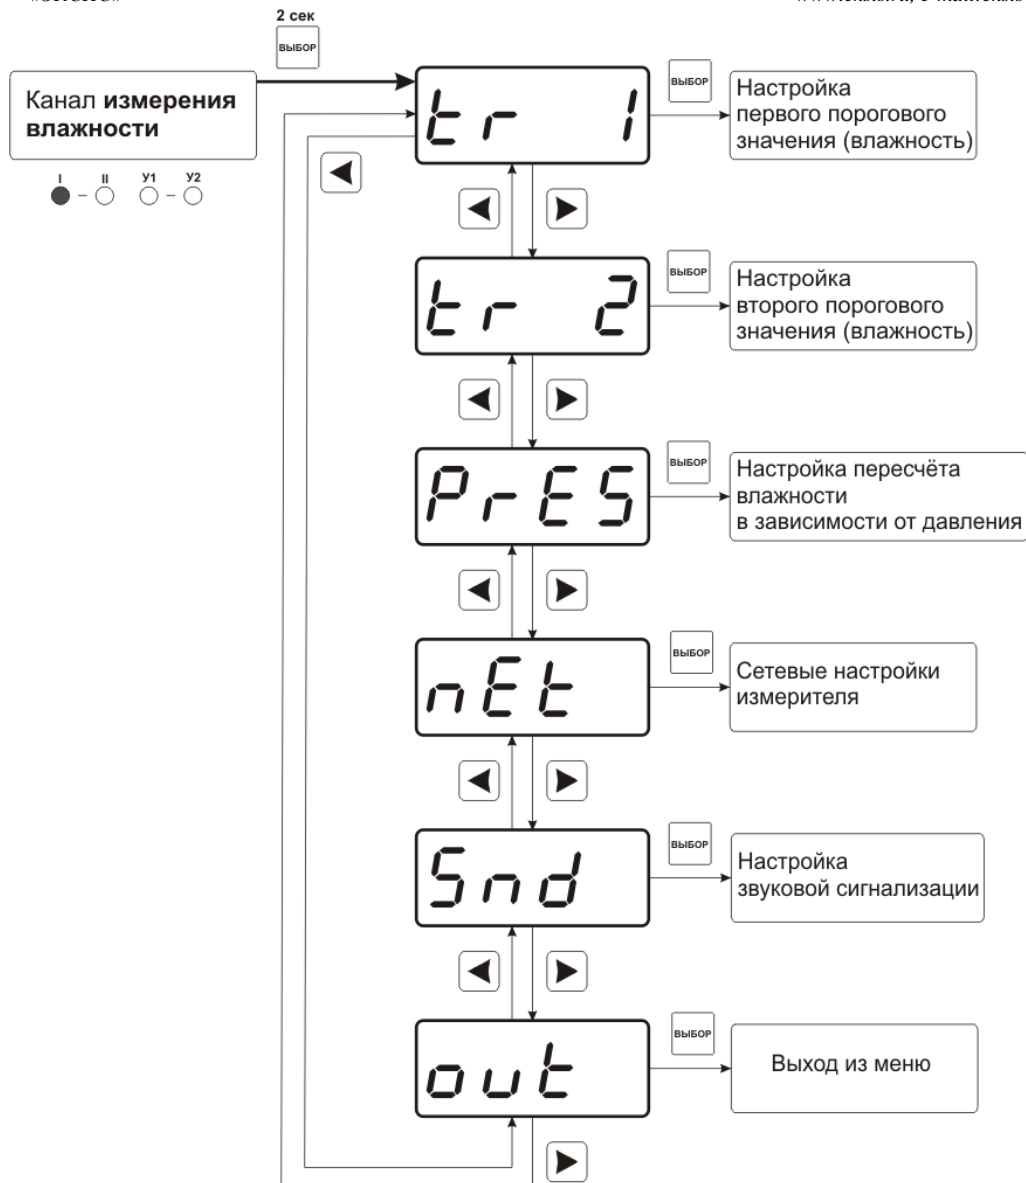 2 сек
ВЫБОР
Канал измерения
влажности
I II У1 У2
tr 1
ВЫБОР
Настройка
первого порогового
значения (влажность)
tr 2
ВЫБОР
Настройка
второго порогового
значения (влажность)
PrES
ВЫБОР
Настройка пересчёта
влажности
в зависимости от давления
nEt
ВЫБОР
Сетевые настройки
измерителя
Snd
ВЫБОР
Настройка
звуковой сигнализации
out
ВЫБОР
Выход из меню